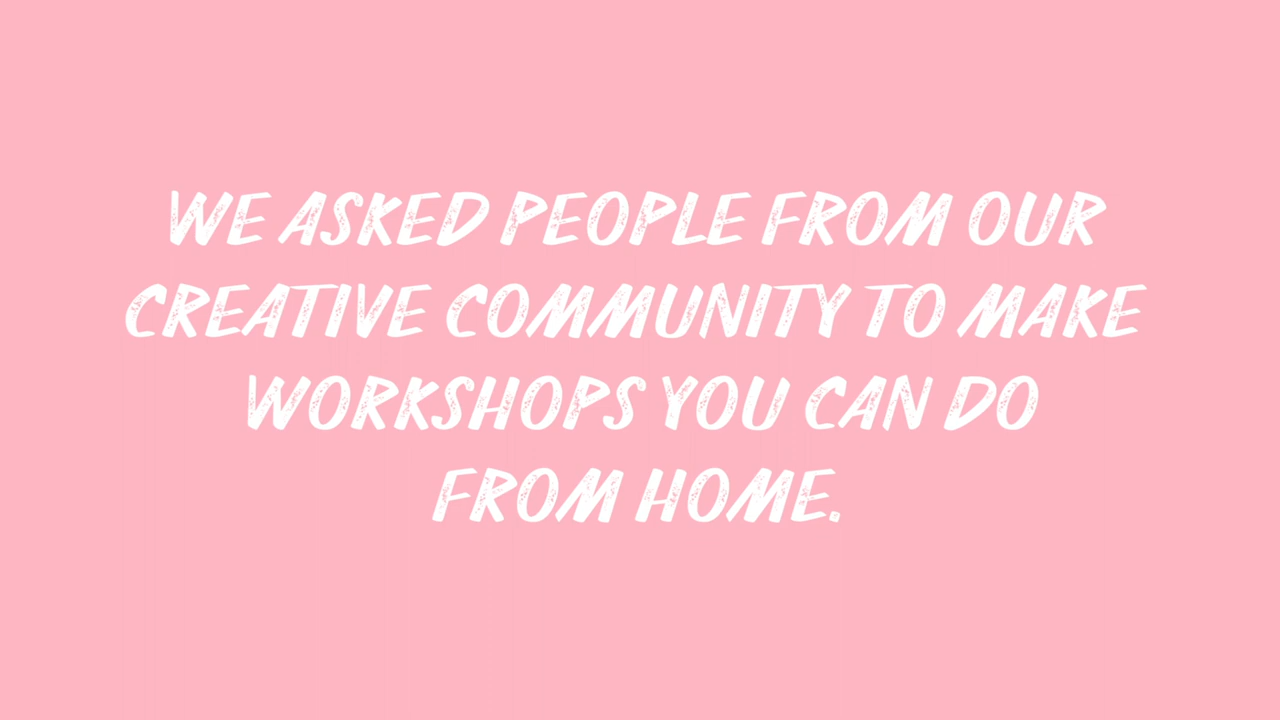 WE ASKED PEOPLE FROM OUR
CREATIVE COMMUNITY TO MAKE
WORKSHOPS YOU CAN DO
FROM HOME.